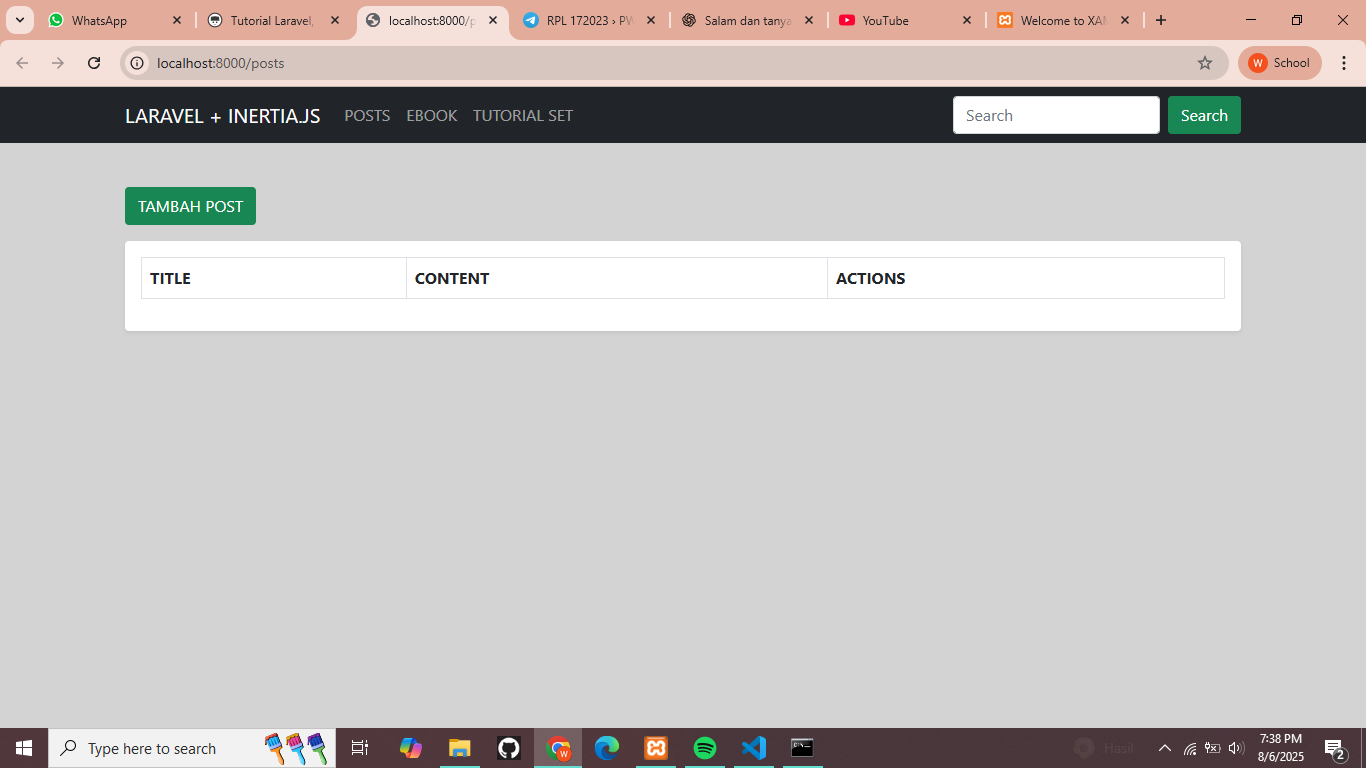 WhatsApp
Tutorial Laravel,
localhost:8000/p
RPL 172023 › PW
Salam dan tanya
YouTube
Welcome to XAM
localhost:8000/posts
W School
LARAVEL + INERTIA.JS
POSTS
EBOOK
TUTORIAL SET
Search
Search
TAMBAH POST
TITLE
CONTENT
ACTIONS
Type here to search
W
Hasil
7:38 PM
8/6/2025
2